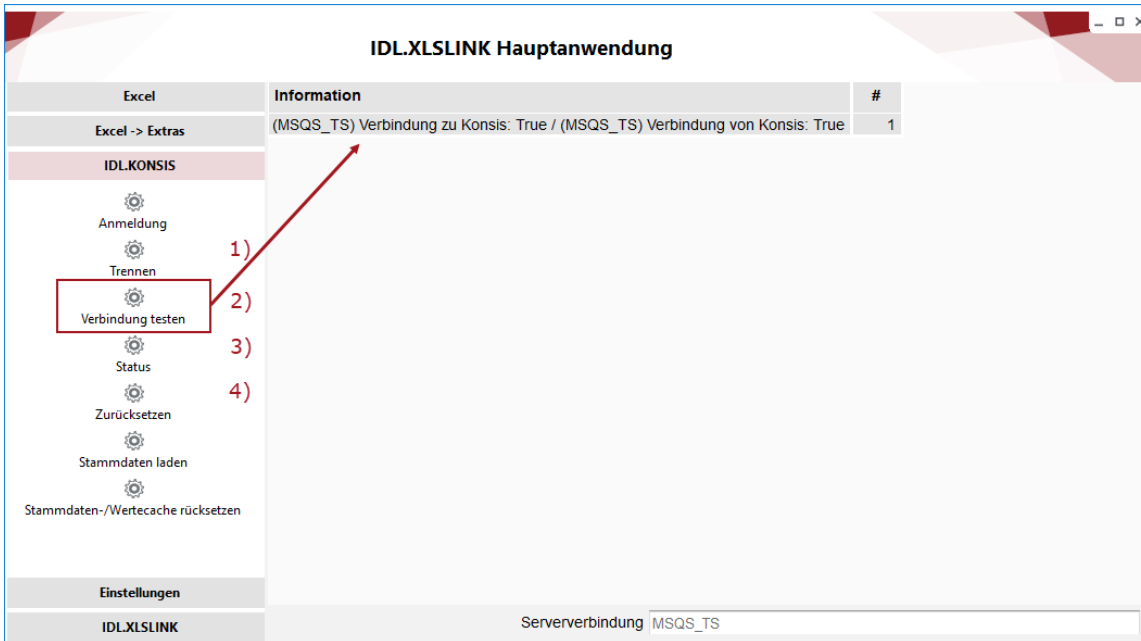 IDL.XLSLINK Hauptanwendung
Excel
Excel -> Extras
IDL.KONSIS
Anmeldung
1)
Trennen
2)
Verbindung testen
3)
Status
4)
Zurücksetzen
Stammdaten laden
Stammdaten-/Wertecache rücksetzen
Einstellungen
IDL.XLSLINK
Information #
(MSQS_TS) Verbindung zu Konsis: True / (MSQS_TS) Verbindung von Konsis: True 1
Serververbindung MSQS_TS